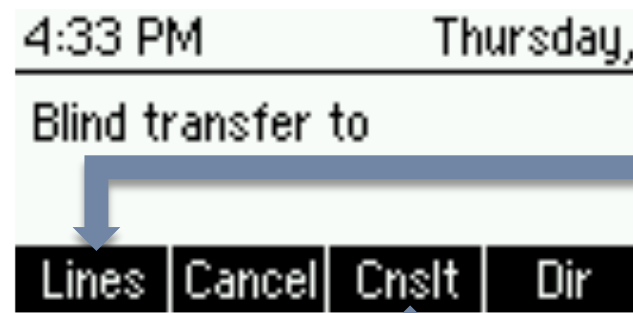 4:33 PM Thursday,
Blind transfer to
Lines Cancel Cnslt Dir